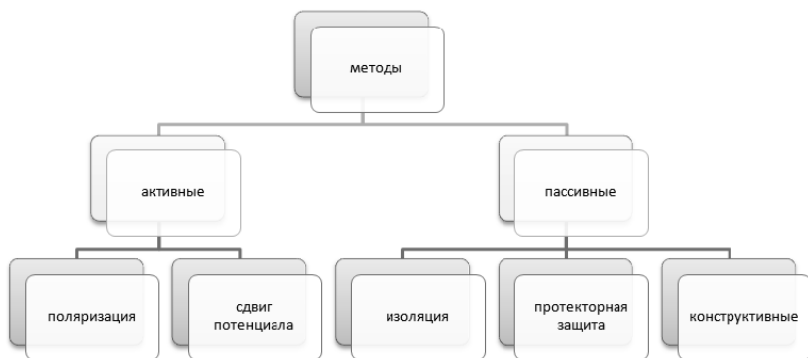 методы
активные
пассивные
поляризация
сдвиг
потенциала
изоляция
протекторная
защита
конструктивные